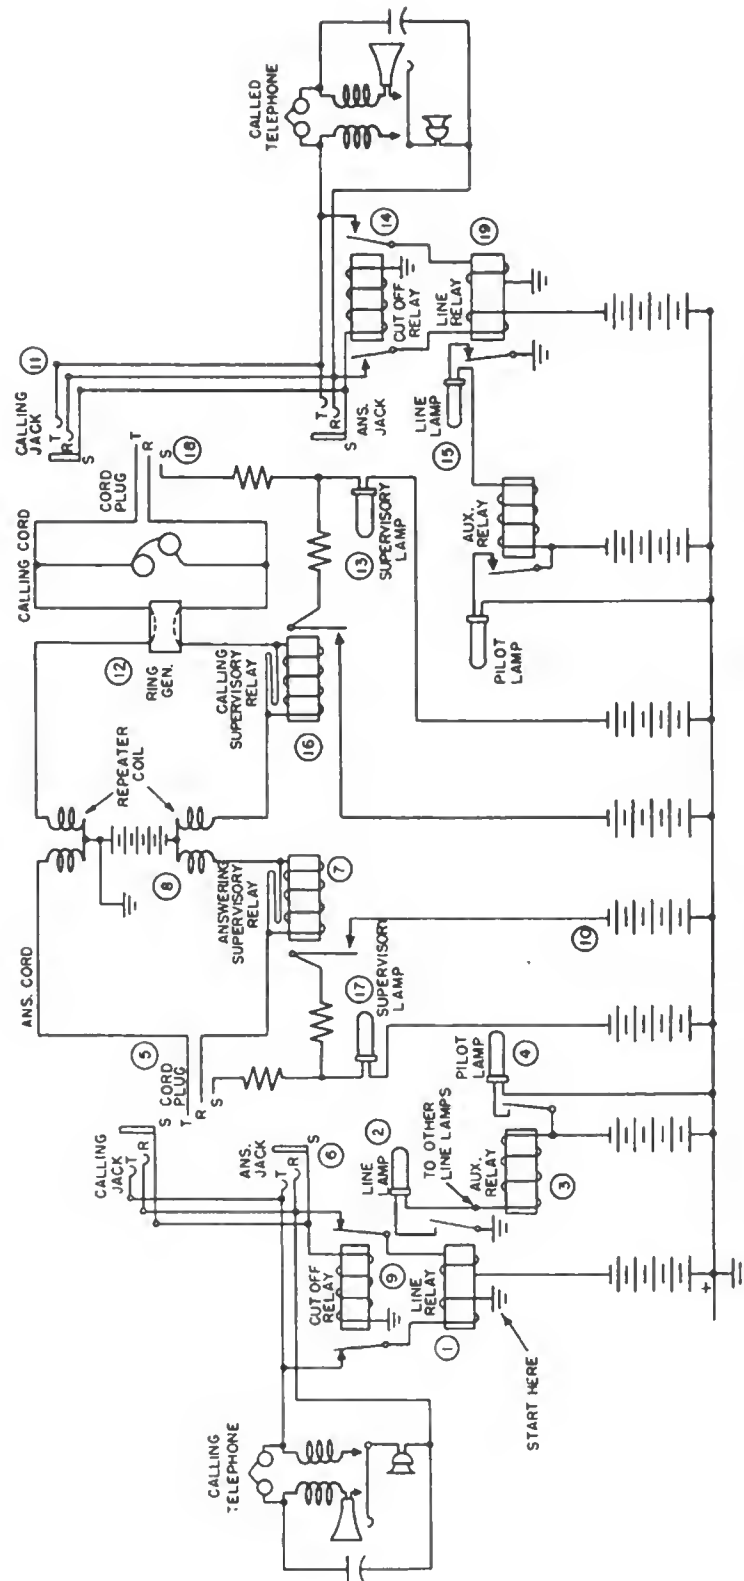 CALLING
TELEPHONE
START HERE
CALLING
JACK
T
R
S
ANS.
JACK
T
R
S
6
CUT OFF
RELAY
9
LINE
RELAY
1
LINE
LAMP
2
TO OTHER
LINE LAMPS
AUX.
RELAY
3
PILOT
LAMP
4
+
ANS. CORD
5
CORD
PLUG
T
R
S
17
SUPERVISORY
LAMP
ANSWERING
SUPERVISORY
RELAY
7
8
REPEATER
COIL
10
CALLING
SUPERVISORY
RELAY
16
12
RING
GEN.
CALLING CORD
CORD
PLUG
T
R
S
18
13
SUPERVISORY
LAMP
CALLING
JACK
11
T
R
S
T
R
S
ANS.
JACK
CUT OFF
RELAY
14
LINE
RELAY
19
LINE
LAMP
15
AUX.
RELAY
PILOT
LAMP
CALLED
TELEPHONE